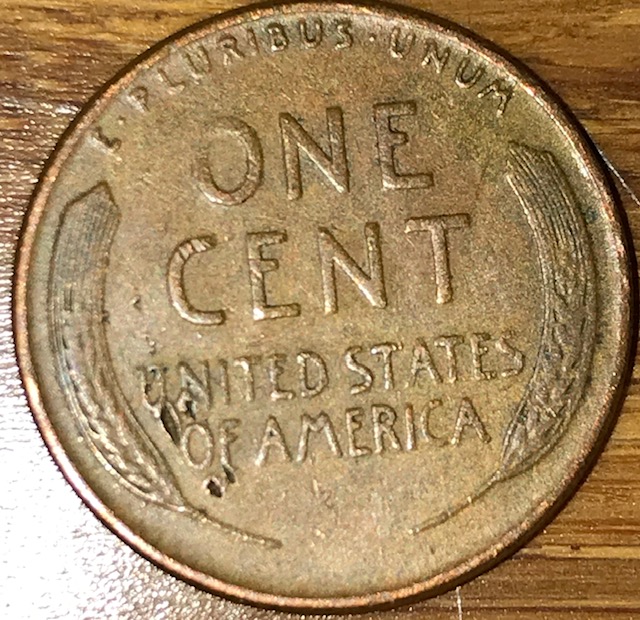 E·PLURIBUS·UNUM
ONE
CENT
UNITED STATES
OF AMERICA